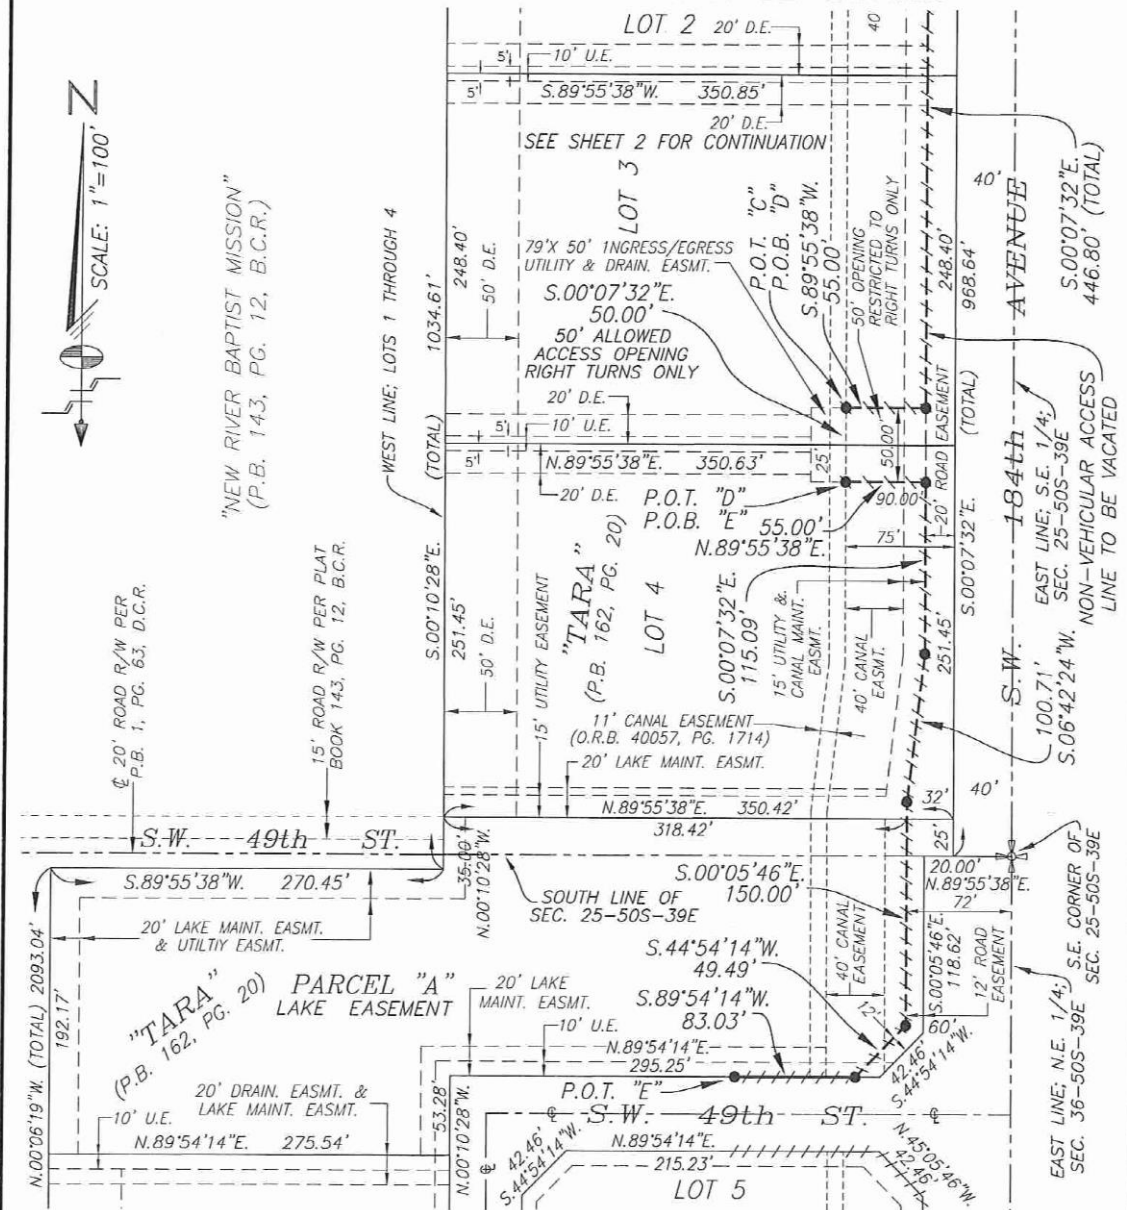 LOT 2 20' D.E.
40
5'
10' U.E.
5'
S.89°55'38"W. 350.85'
20' D.E.
SEE SHEET 2 FOR CONTINUATION
N
SCALE: 1"=100'
"NEW RIVER BAPTIST MISSION"
(P.B. 143, PG. 12, B.C.R.)
WEST LINE; LOTS 1 THROUGH 4
1034.61'
(TOTAL)
248.40'
50' D.E.
LOT 3
79'X 50' INGRESS/EGRESS
UTILITY & DRAIN. EASMT.
S.00°07'32"E.
50.00'
50' ALLOWED
ACCESS OPENING
RIGHT TURNS ONLY
P.O.T. "C"
P.O.B. "D"
S.89°55'38"W.
55.00'
50' OPENING
RESTRICTED TO
RIGHT TURNS ONLY
248.40'
968.64'
(TOTAL)
40'
S.W. 184th AVENUE
S.00°07'32"E.
446.80' (TOTAL)
20' D.E.
5'
10' U.E.
5'
N.89°55'38"E. 350.63'
20' D.E.
25'
50.00'
90.00'
20' ROAD EASEMENT
P.O.T. "D"
P.O.B. "E"
55.00'
N.89°55'38"E.
75'
S.00°07'32"E.
EAST LINE; S.E. 1/4;
SEC. 25-50S-39E
NON-VEHICULAR ACCESS
LINE TO BE VACATED
S.00°10'28"E.
251.45'
50' D.E.
15' UTILITY EASEMENT
"TARA"
(P.B. 162, PG. 20)
LOT 4
S.00°07'32"E.
115.09'
15' UTILITY &
CANAL MAINT.
EASMT.
40' CANAL
EASMT.
251.45'
100.71'
S.06°42'24"W.
℄ 20' ROAD R/W PER
P.B. 1, PG. 63, D.C.R.
15' ROAD R/W PER PLAT
BOOK 143, PG. 12, B.C.R.
11' CANAL EASEMENT
(O.R.B. 40057, PG. 1714)
20' LAKE MAINT. EASMT.
N.89°55'38"E. 350.42'
318.42'
32'
40'
25'
S.W. 49th ST.
S.89°55'38"W. 270.45'
35.00'
N.00°10'28"W.
SOUTH LINE OF
SEC. 25-50S-39E
S.00°05'46"E.
150.00'
20.00'
N.89°55'38"E.
72'
S.E. CORNER OF
SEC. 25-50S-39E
20' LAKE MAINT. EASMT.
& UTILTIY EASMT.
N.00°06'19"W. (TOTAL) 2093.04'
192.17'
"TARA"
(P.B. 162, PG. 20)
PARCEL "A"
LAKE EASEMENT
20' LAKE
MAINT. EASMT.
S.44°54'14"W.
49.49'
40' CANAL
EASEMENT
S.00°05'46"E.
118.62'
12' ROAD
EASEMENT
S.89°54'14"W.
83.03'
12'
60'
10' U.E.
N.89°54'14"E.
295.25'
42.46'
S.44°54'14"W.
EAST LINE; N.E. 1/4;
SEC. 36-50S-39E
20' DRAIN. EASMT. &
LAKE MAINT. EASMT.
10' U.E.
N.89°54'14"E. 275.54'
53.28'
N.00°10'28"W.
P.O.T. "E"
℄ S.W. 49th ST. ℄
℄
42.46'
S.44°54'14"W.
N.89°54'14"E.
215.23'
N.45°05'46"W.
42.46'
LOT 5